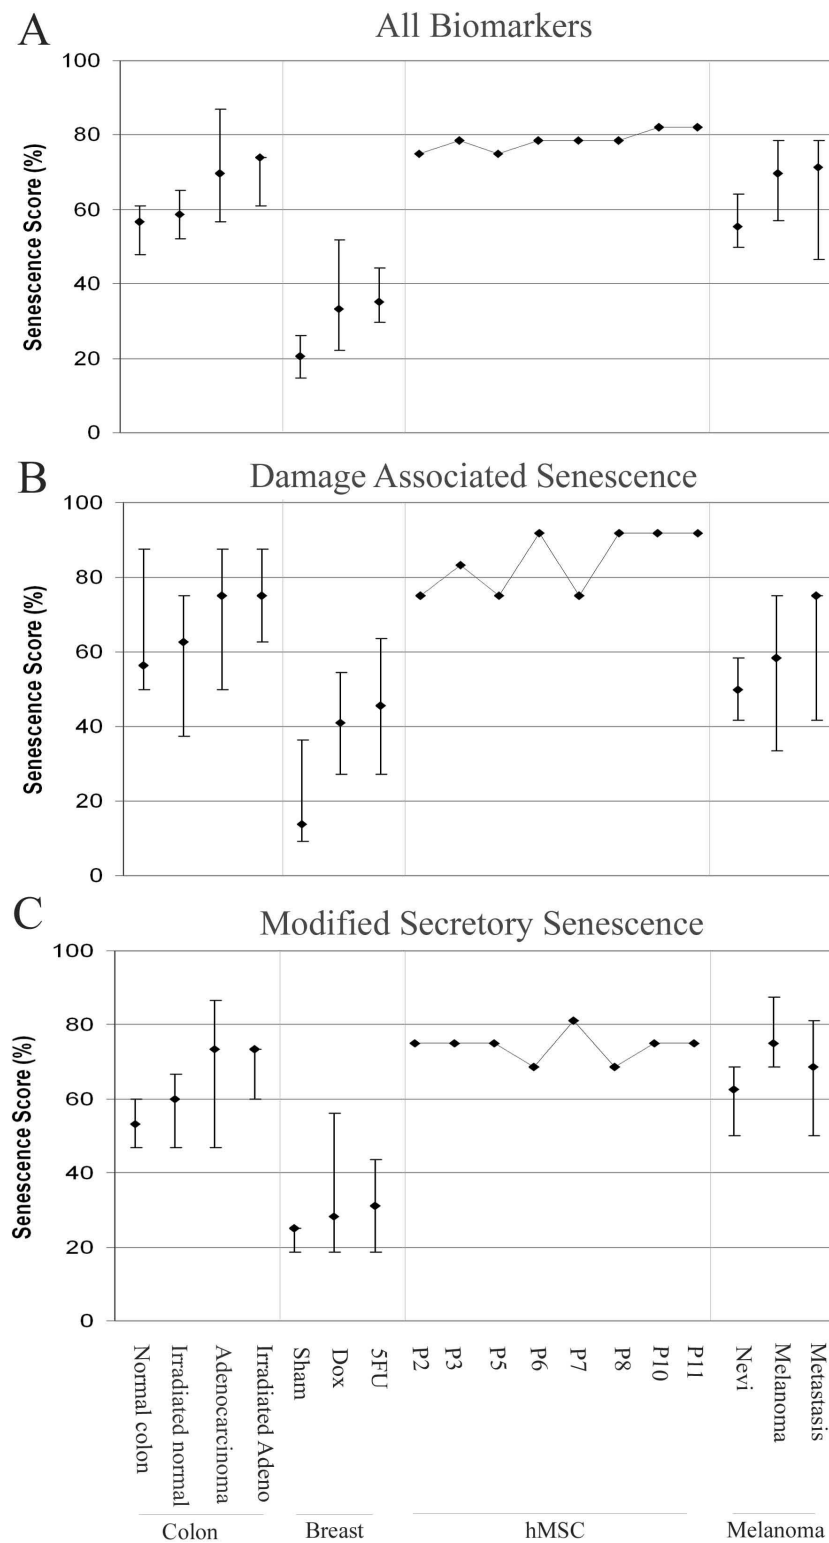 A
All Biomarkers
Senescence Score (%)
100
80
60
40
20
0
B
Damage Associated Senescence
Senescence Score (%)
100
80
60
40
20
0
C
Modified Secretory Senescence
Senescence Score (%)
100
80
60
40
20
0
Normal colon
Irradiated normal
Adenocarcinoma
Irradiated Adeno
Sham
Dox
5FU
P2
P3
P5
P6
P7
P8
P10
P11
Nevi
Melanoma
Metastasis
Colon
Breast
hMSC
Melanoma